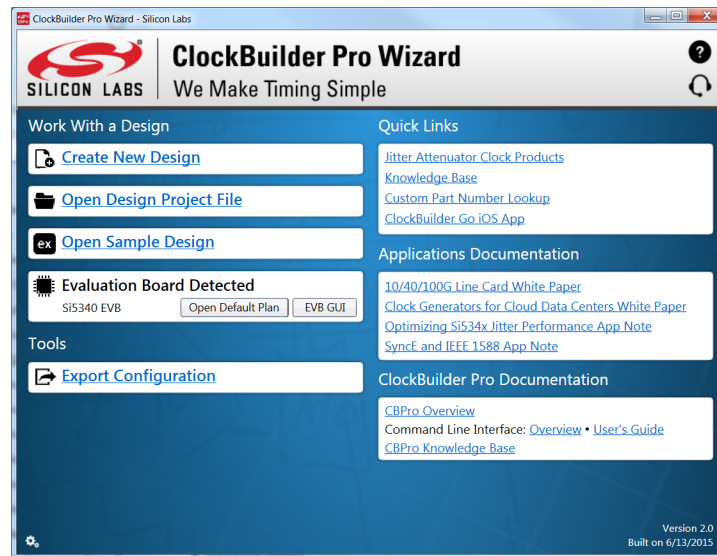 ClockBuilder Pro Wizard - Silicon Labs
SILICON LABS
ClockBuilder Pro Wizard
We Make Timing Simple
?
Work With a Design
Create New Design
Open Design Project File
ex Open Sample Design
Evaluation Board Detected
Si5340 EVB Open Default Plan EVB GUI
Tools
Export Configuration
Quick Links
Jitter Attenuator Clock Products
Knowledge Base
Custom Part Number Lookup
ClockBuilder Go iOS App
Applications Documentation
10/40/100G Line Card White Paper
Clock Generators for Cloud Data Centers White Paper
Optimizing Si534x Jitter Performance App Note
SyncE and IEEE 1588 App Note
ClockBuilder Pro Documentation
CBPro Overview
Command Line Interface: Overview • User's Guide
CBPro Knowledge Base
Version 2.0
Built on 6/13/2015